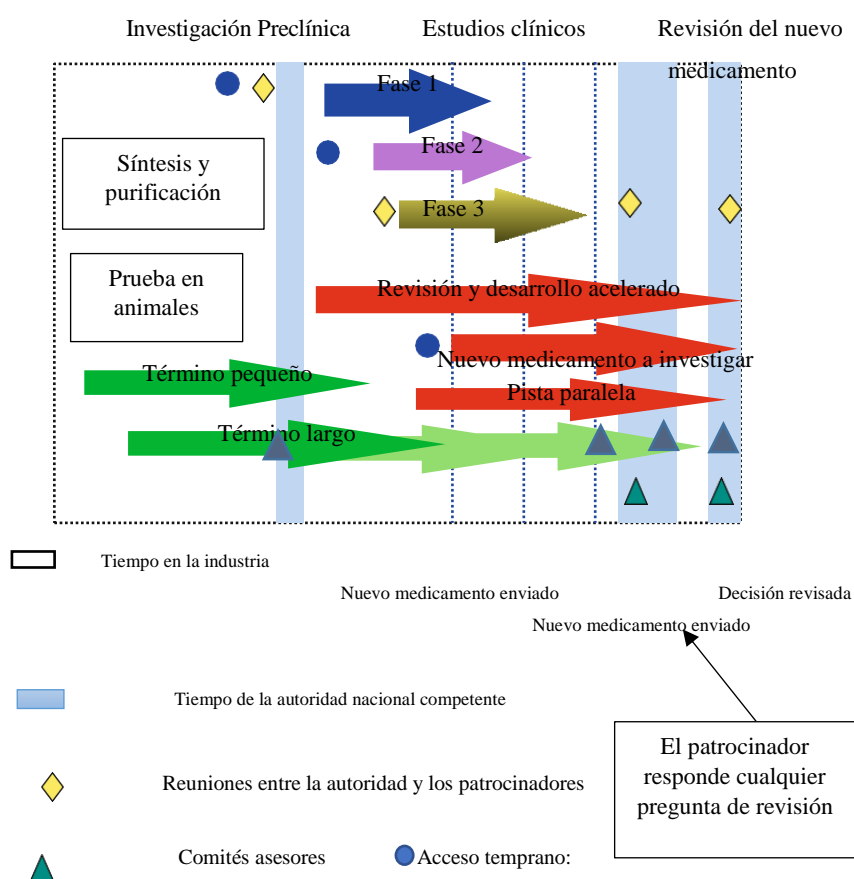 Investigación Preclínica
Estudios clínicos
Revisión del nuevo
medicamento
Fase 1
Fase 2
Síntesis y
purificación
Fase 3
Prueba en
animales
Revisión y desarrollo acelerado
Nuevo medicamento a investigar
Término pequeño
Pista paralela
Término largo
Tiempo en la industria
Nuevo medicamento enviado
Decisión revisada
Nuevo medicamento enviado
Tiempo de la autoridad nacional competente
El patrocinador
responde cualquier
pregunta de revisión
Reuniones entre la autoridad y los patrocinadores
Comités asesores
Acceso temprano: